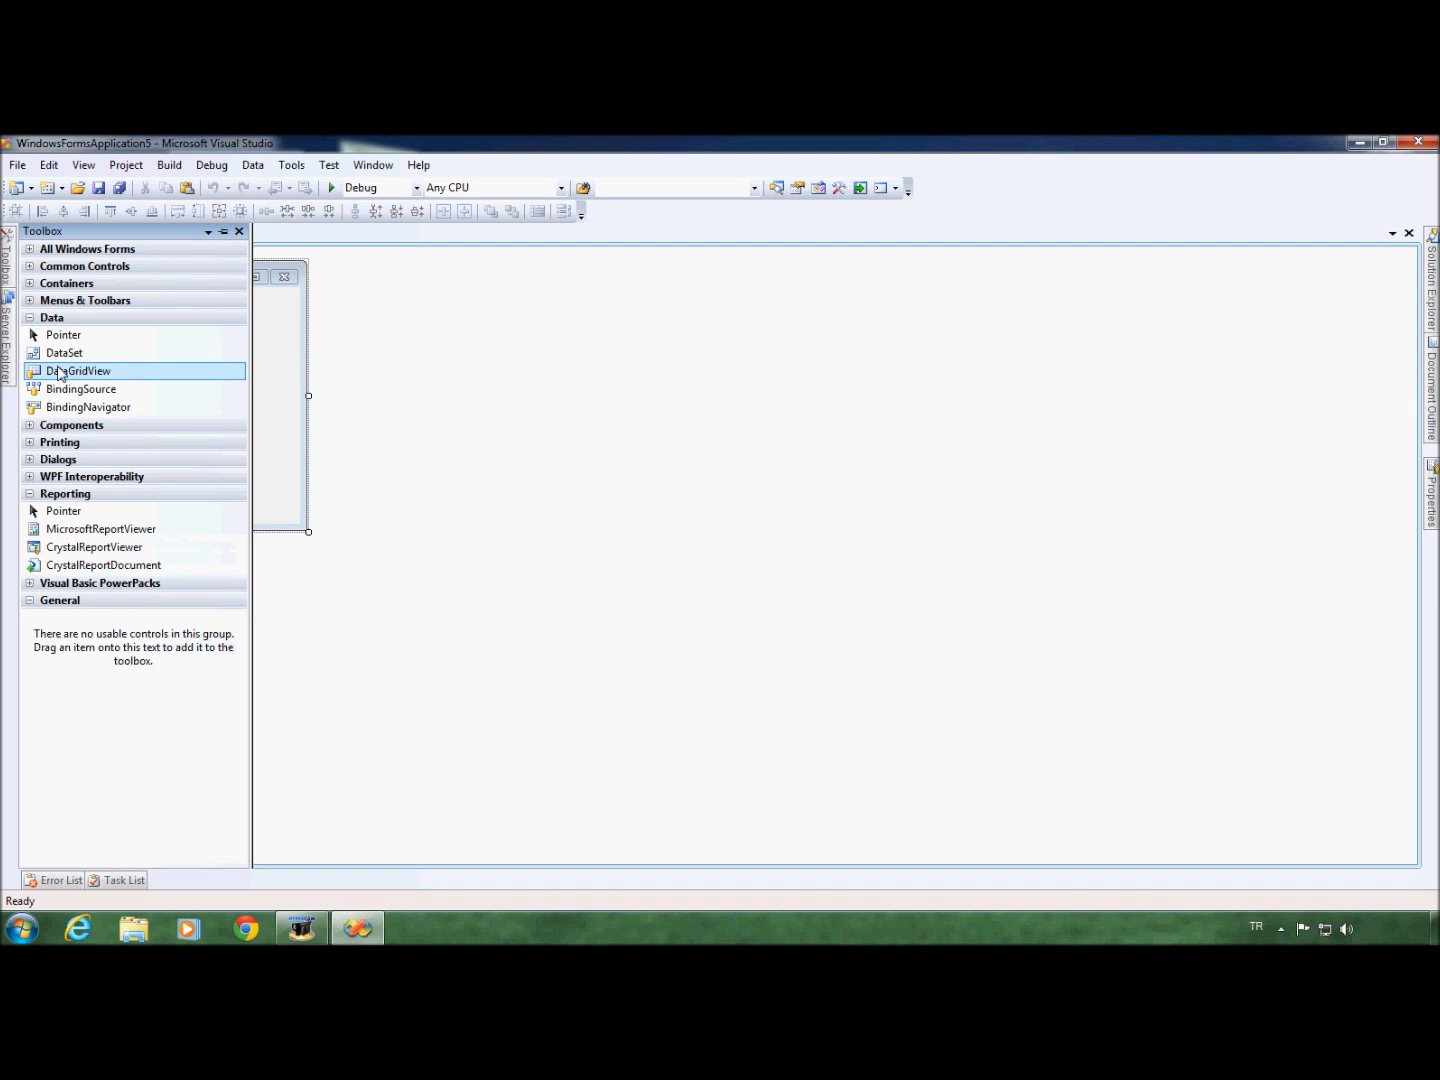 WindowsFormsApplication5 - Microsoft Visual Studio
File Edit View Project Build Debug Data Tools Test Window Help
Debug Any CPU
Toolbox
All Windows Forms
Common Controls
Containers
Menus & Toolbars
Data
Pointer
DataSet
DataGridView
BindingSource
BindingNavigator
Components
Printing
Dialogs
WPF Interoperability
Reporting
Pointer
MicrosoftReportViewer
CrystalReportViewer
CrystalReportDocument
Visual Basic PowerPacks
General
There are no usable controls in this group.
Drag an item onto this text to add it to the
toolbox.
Toolbox
Server Explorer
Solution Explorer
Document Outline
Properties
Error List Task List
Ready
HYPERCAM
TR